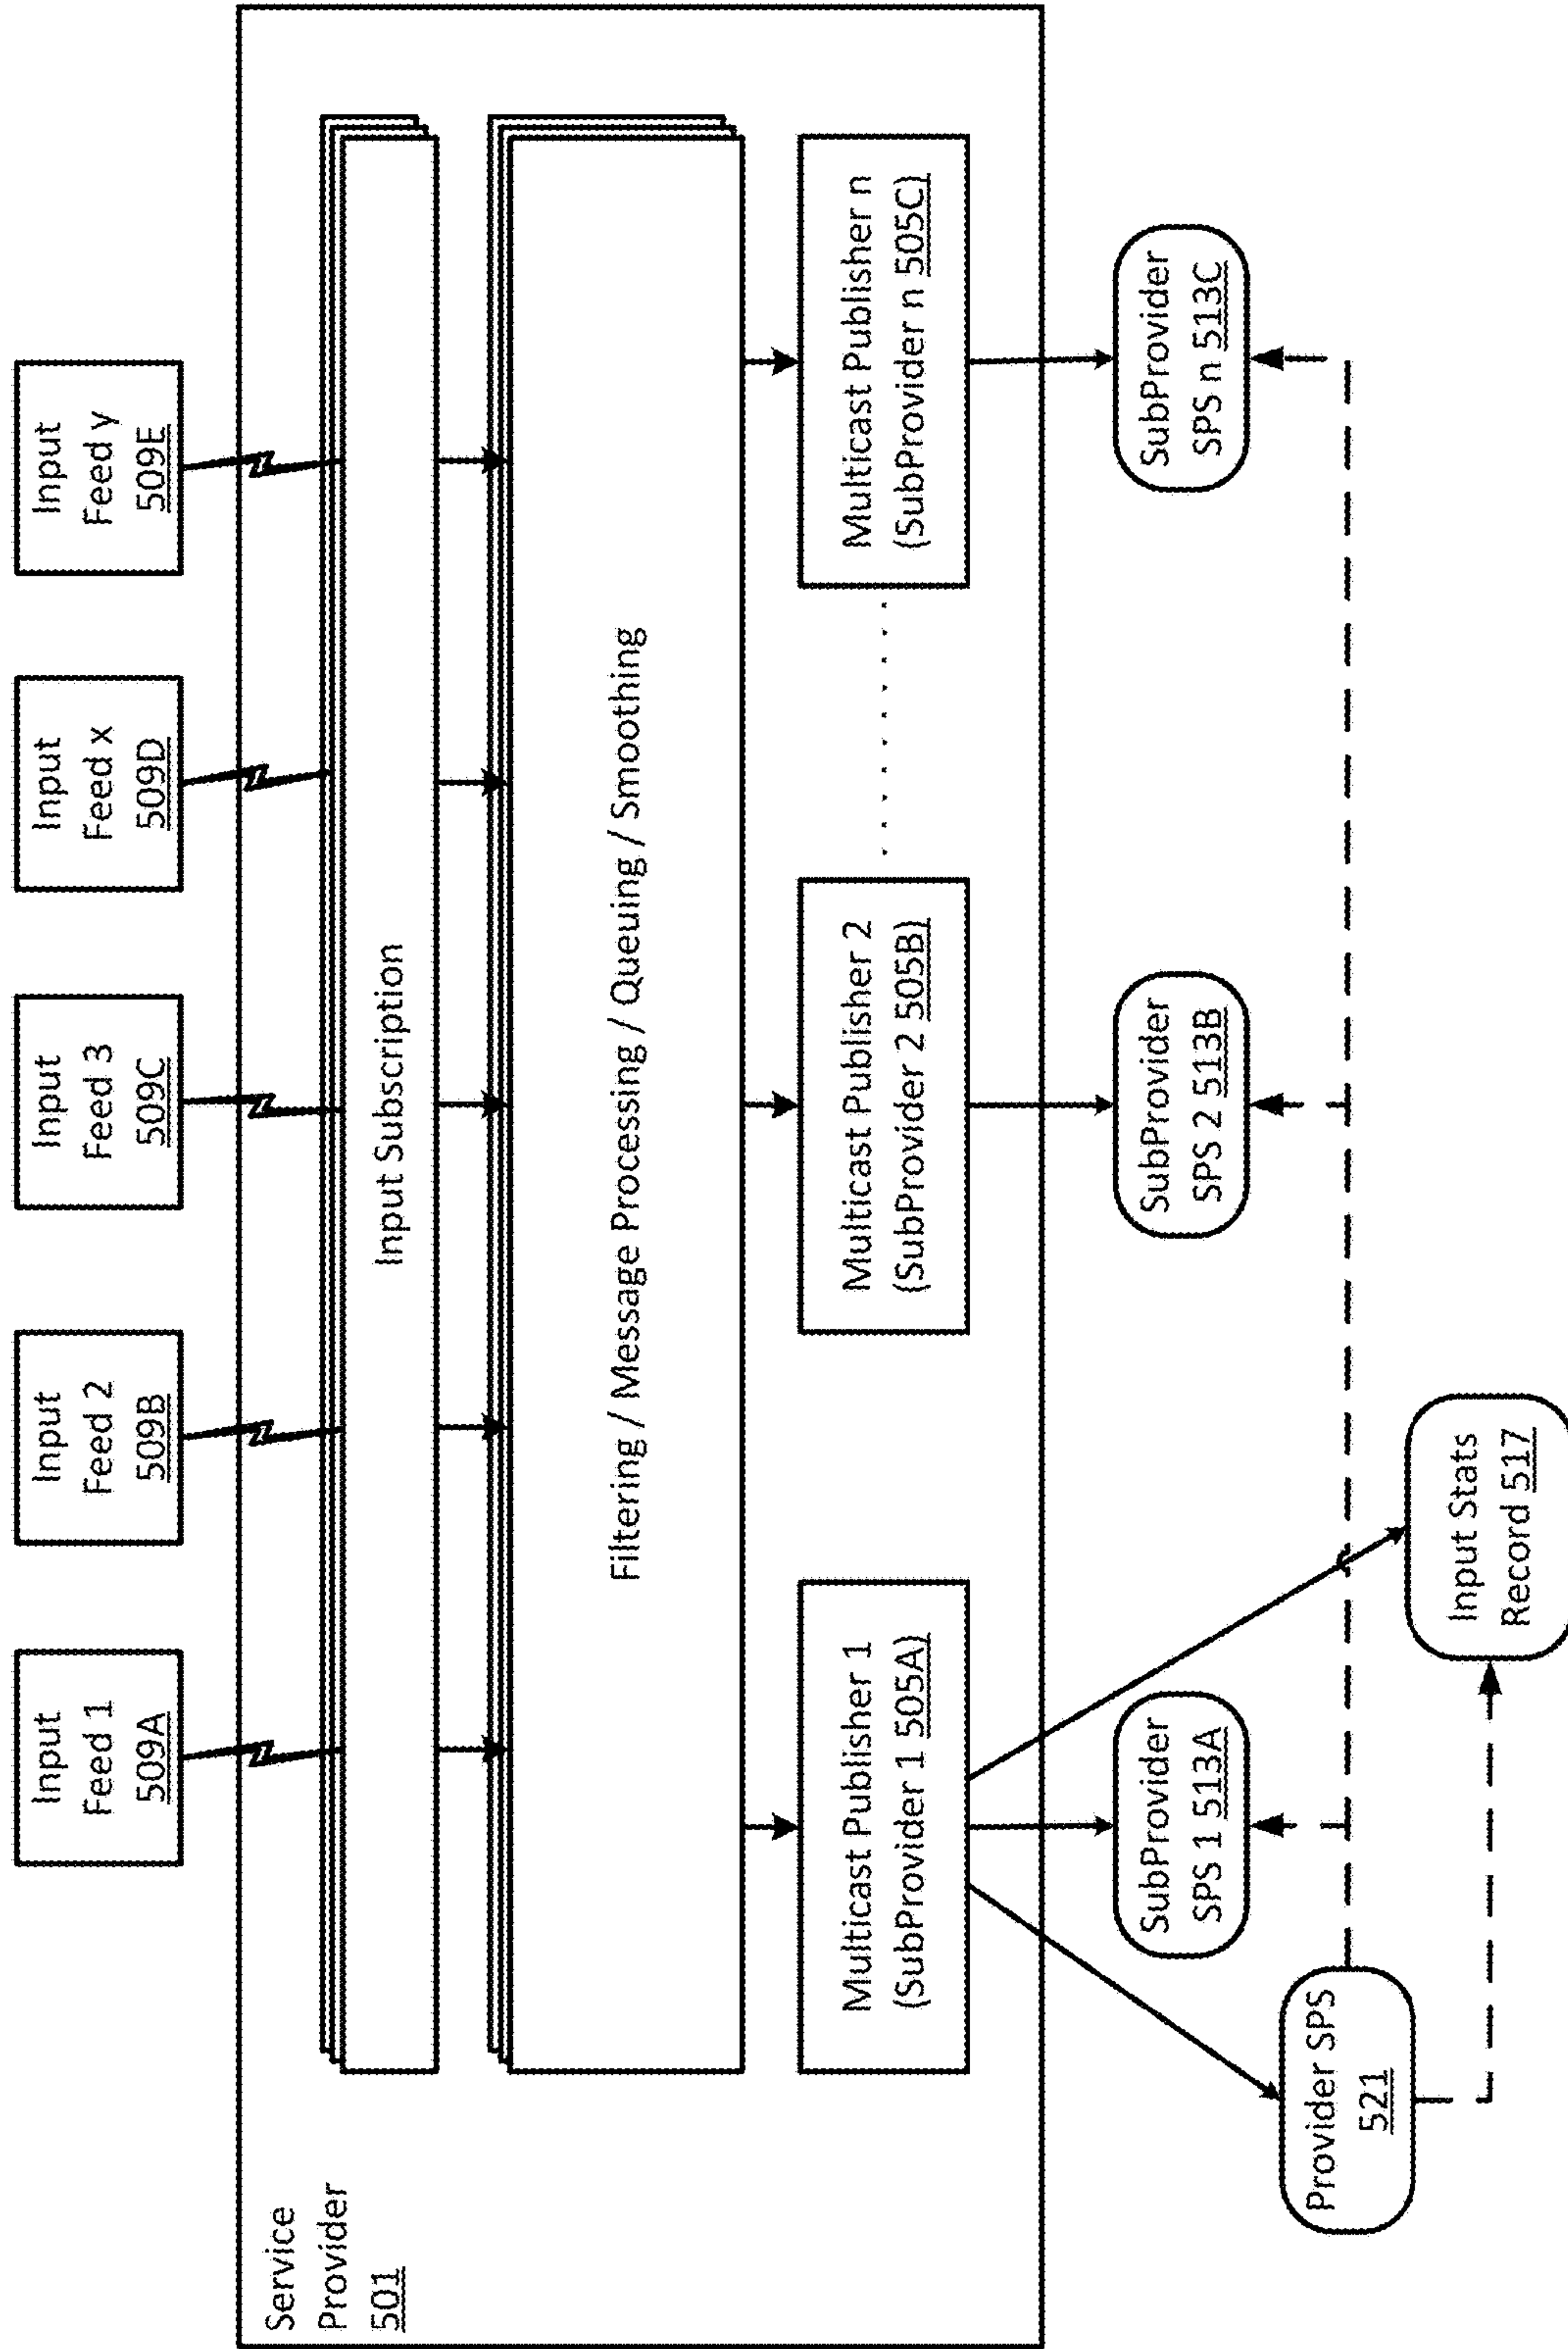 Input
Feed 1
509A
Input
Feed 2
509B
Input
Feed 3
509C
Input
Feed x
509D
Input
Feed y
509E
Service
Provider
501
Input Subscription
Filtering / Message Processing / Queuing / Smoothing
Multicast Publisher 1
(SubProvider 1 505A)
Multicast Publisher 2
(SubProvider 2 505B)
. . . . . . . . . .
Multicast Publisher n
(SubProvider n 505C)
SubProvider
SPS 1 513A
SubProvider
SPS 2 513B
SubProvider
SPS n 513C
Provider SPS
521
Input Stats
Record 517